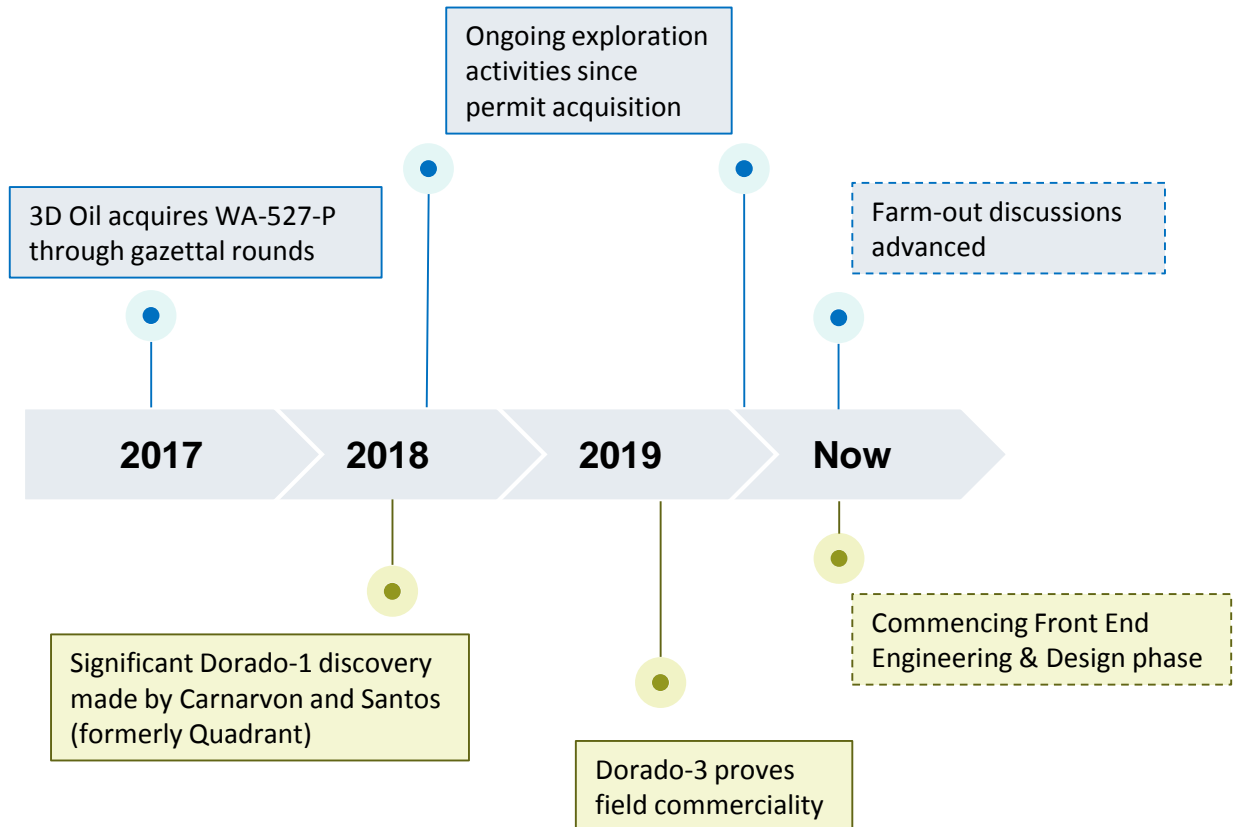 Ongoing exploration
activities since
permit acquisition
3D Oil acquires WA-527-P
through gazettal rounds
Farm-out discussions
advanced
2017
2018
2019
Now
Significant Dorado-1 discovery
made by Carnarvon and Santos
(formerly Quadrant)
Commencing Front End
Engineering & Design phase
Dorado-3 proves
field commerciality